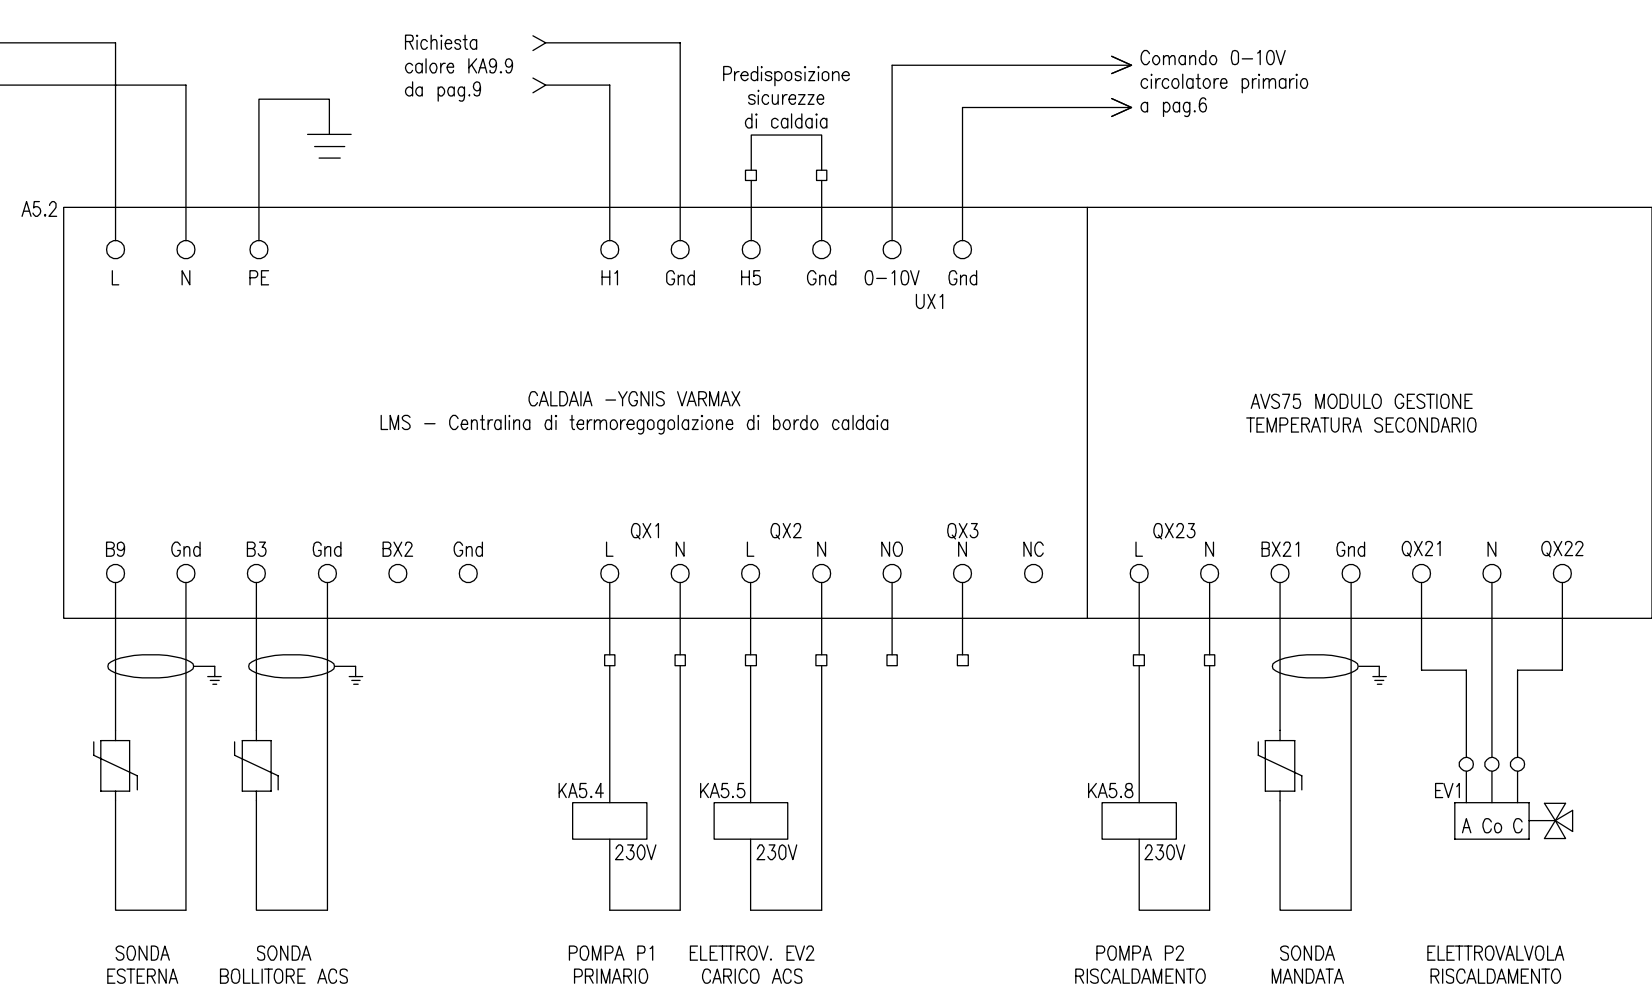 Richiesta
calore KA9.9
da pag.9
Predisposizione
sicurezze
di caldaia
Comando 0-10V
circolatore primario
a pag.6
A5.2
L N PE H1 Gnd H5 Gnd 0-10V Gnd
UX1
CALDAIA -YGNIS VARMAX
LMS - Centralina di termoregogolazione di bordo caldaia
AVS75 MODULO GESTIONE
TEMPERATURA SECONDARIO
QX1 QX2 QX3 QX23
B9 Gnd B3 Gnd BX2 Gnd L N L N NO N NC L N BX21 Gnd QX21 N QX22
KA5.4 KA5.5 KA5.8 EV1
A Co C
230V 230V 230V
SONDA
ESTERNA
SONDA
BOLLITORE ACS
POMPA P1
PRIMARIO
ELETTROV. EV2
CARICO ACS
POMPA P2
RISCALDAMENTO
SONDA
MANDATA
ELETTROVALVOLA
RISCALDAMENTO